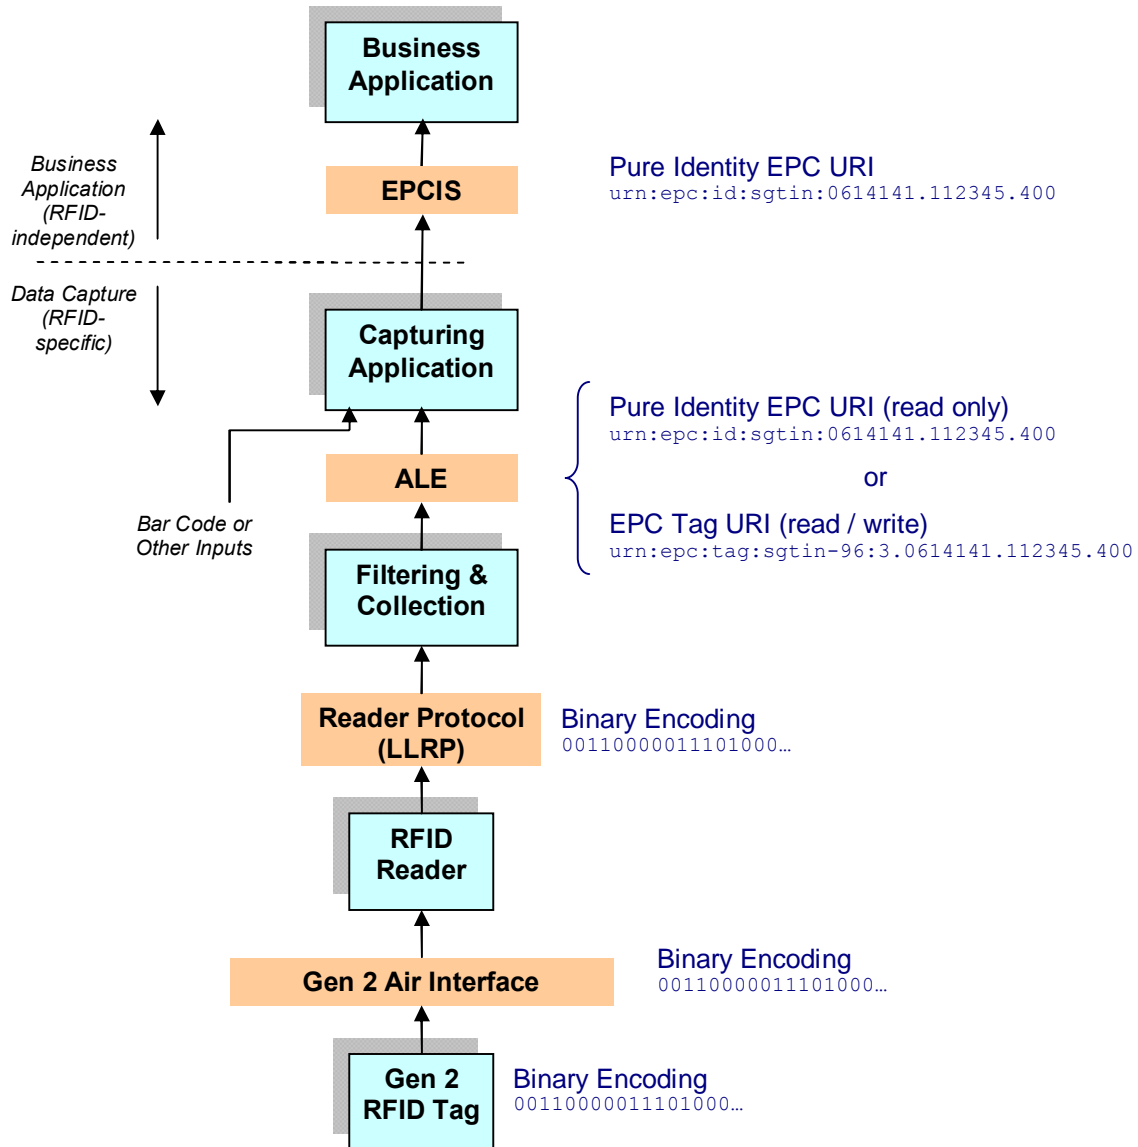 Business
Application
Business
Application
(RFID-
independent)
EPCIS
Pure Identity EPC URI
urn:epc:id:sgtin:0614141.112345.400
Data Capture
(RFID-
specific)
Capturing
Application
Pure Identity EPC URI (read only)
urn:epc:id:sgtin:0614141.112345.400
ALE
or
Bar Code or
Other Inputs
EPC Tag URI (read / write)
urn:epc:tag:sgtin-96:3.0614141.112345.400
Filtering &
Collection
Reader Protocol
(LLRP)
Binary Encoding
00110000011101000…
RFID
Reader
Gen 2 Air Interface
Binary Encoding
00110000011101000…
Gen 2
RFID Tag
Binary Encoding
00110000011101000…